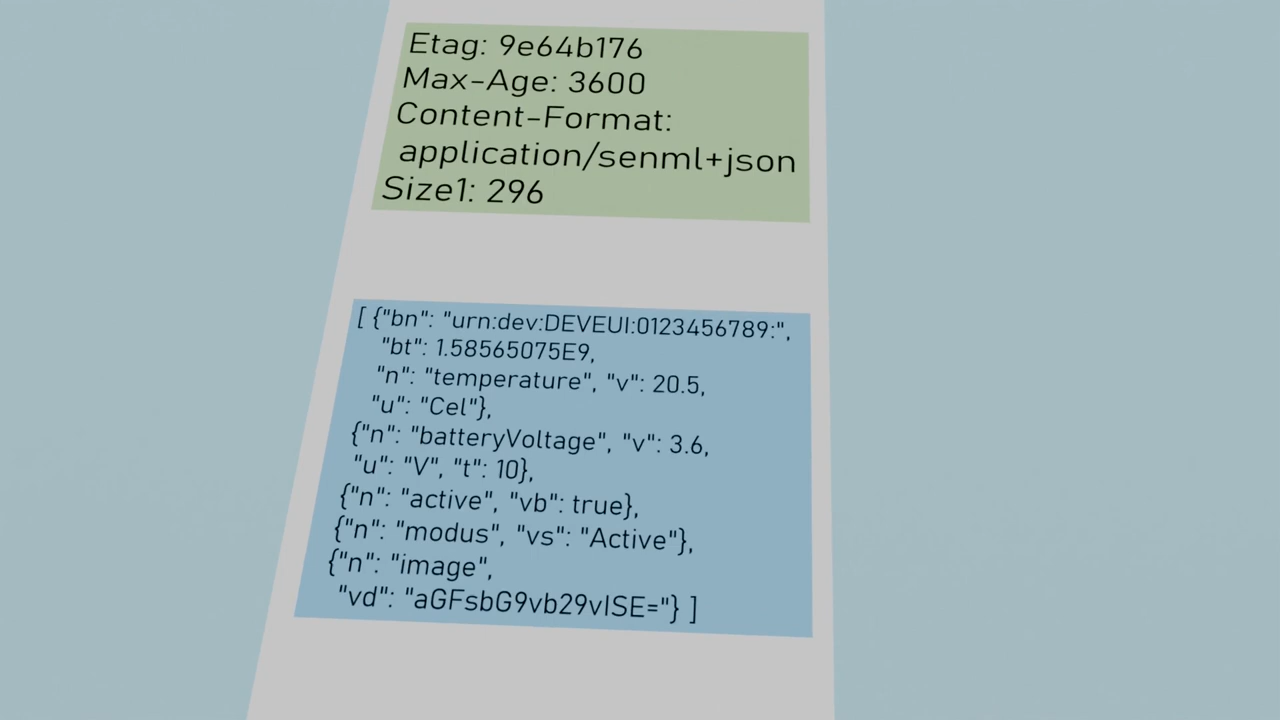 Etag: 9e64b176
Max-Age: 3600
Content-Format:
application/senml+json
Size1: 296
[ {"bn": "urn:dev:DEVEUI:0123456789:",
"bt": 1.58565075E9,
"n": "temperature", "v": 20.5,
"u": "Cel"},
{"n": "batteryVoltage", "v": 3.6,
"u": "V", "t": 10},
{"n": "active", "vb": true},
{"n": "modus", "vs": "Active"},
{"n": "image",
"vd": "aGFsbG9vb29vISE="} ]